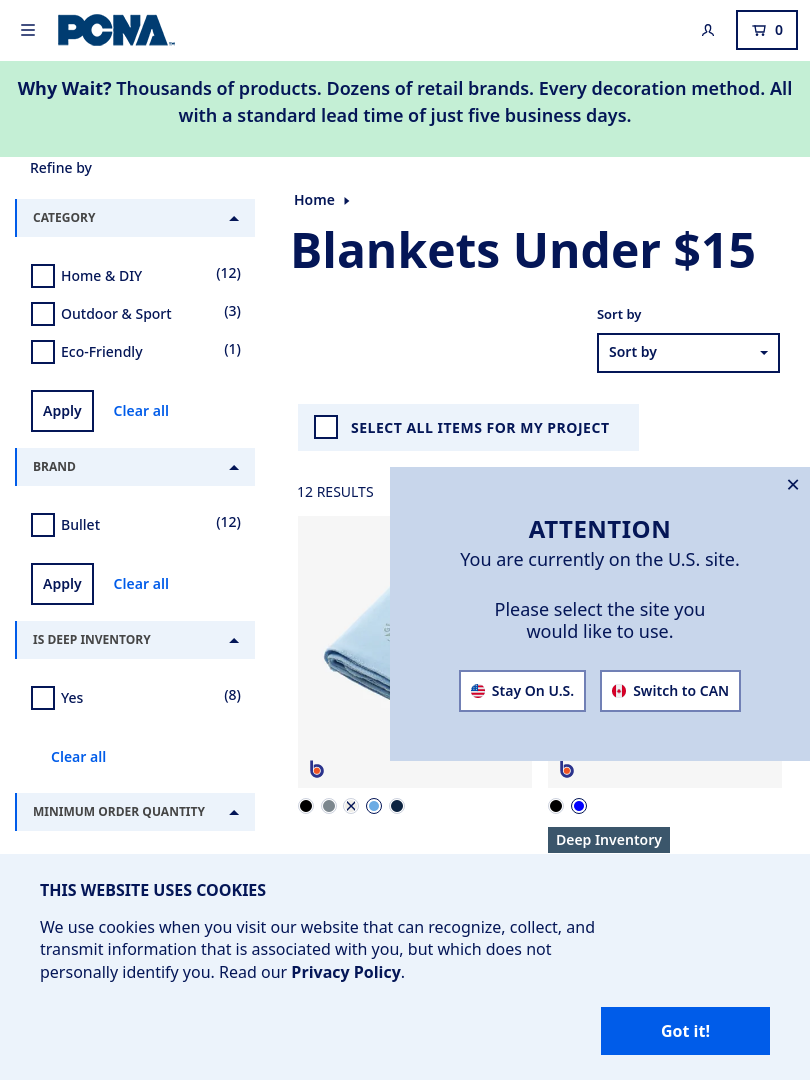 PCNA
0
Why Wait? Thousands of products. Dozens of retail brands. Every decoration method. All
with a standard lead time of just five business days.
Refine by
CATEGORY
Home & DIY (12)
Outdoor & Sport (3)
Eco-Friendly (1)
Apply Clear all
BRAND
Bullet (12)
Apply Clear all
IS DEEP INVENTORY
Yes (8)
Clear all
MINIMUM ORDER QUANTITY
Home
Blankets Under $15
Sort by
Sort by
SELECT ALL ITEMS FOR MY PROJECT
12 RESULTS
ATTENTION
You are currently on the U.S. site.
Please select the site you
would like to use.
Stay On U.S. Switch to CAN
b b
Deep Inventory
THIS WEBSITE USES COOKIES
We use cookies when you visit our website that can recognize, collect, and
transmit information that is associated with you, but which does not
personally identify you. Read our Privacy Policy.
Got it!